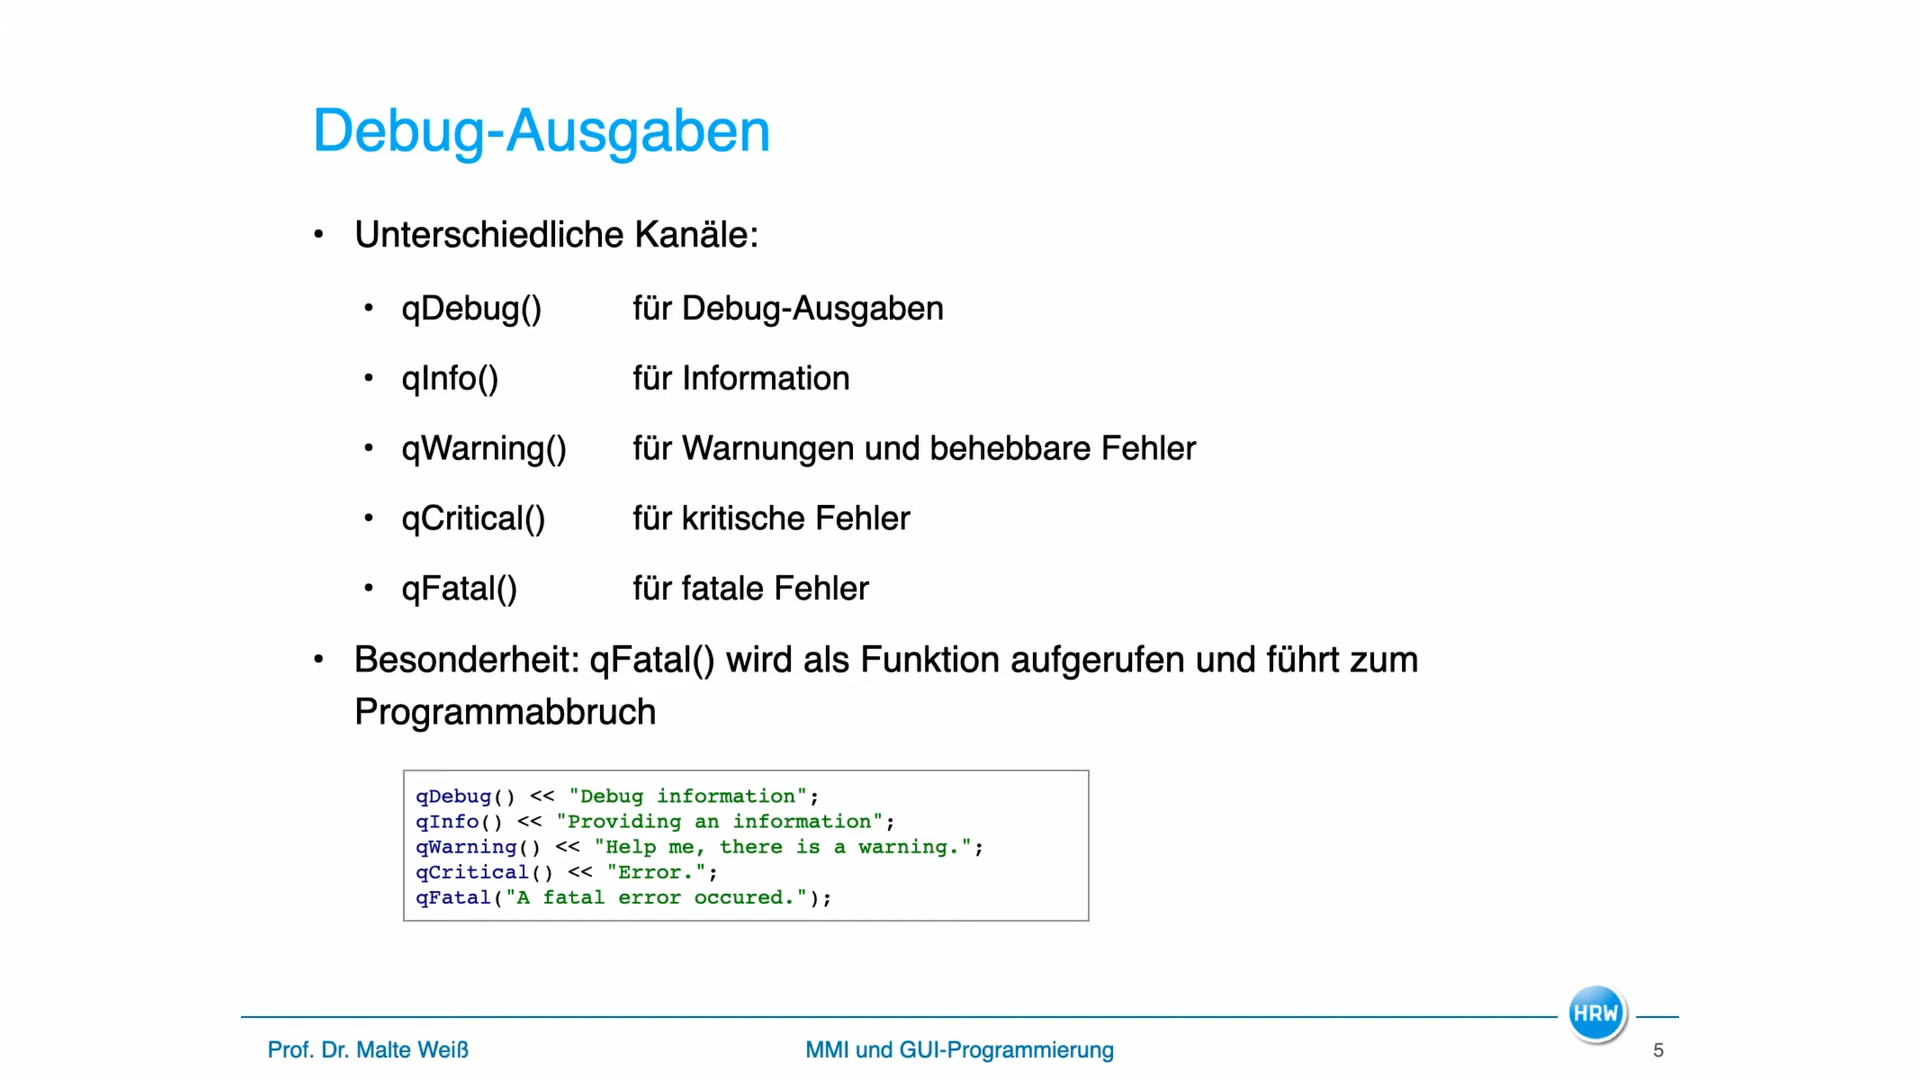 Debug-Ausgaben
• Unterschiedliche Kanäle:
• qDebug() für Debug-Ausgaben
• qInfo() für Information
• qWarning() für Warnungen und behebbare Fehler
• qCritical() für kritische Fehler
• qFatal() für fatale Fehler
• Besonderheit: qFatal() wird als Funktion aufgerufen und führt zum
Programmabbruch
qDebug() << "Debug information";
qInfo() << "Providing an information";
qWarning() << "Help me, there is a warning.";
qCritical() << "Error.";
qFatal("A fatal error occured.");
HRW
Prof. Dr. Malte Weiß MMI und GUI-Programmierung 5